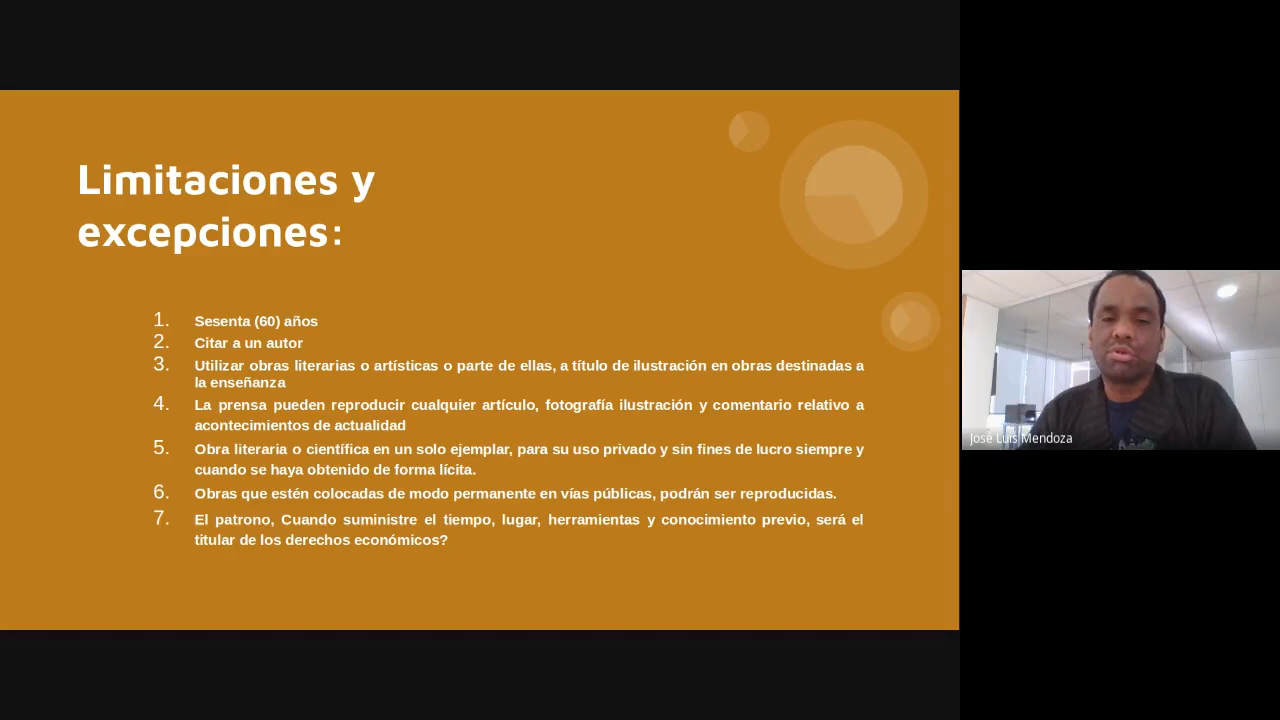 Limitaciones y
excepciones:
1. Sesenta (60) años
2. Citar a un autor
3. Utilizar obras literarias o artísticas o parte de ellas, a título de ilustración en obras destinadas a
la enseñanza
4. La prensa pueden reproducir cualquier artículo, fotografía ilustración y comentario relativo a
acontecimientos de actualidad
5. Obra literaria o científica en un solo ejemplar, para su uso privado y sin fines de lucro siempre y
cuando se haya obtenido de forma lícita.
6. Obras que estén colocadas de modo permanente en vías públicas, podrán ser reproducidas.
7. El patrono, Cuando suministre el tiempo, lugar, herramientas y conocimiento previo, será el
titular de los derechos económicos?
José Luis Mendoza